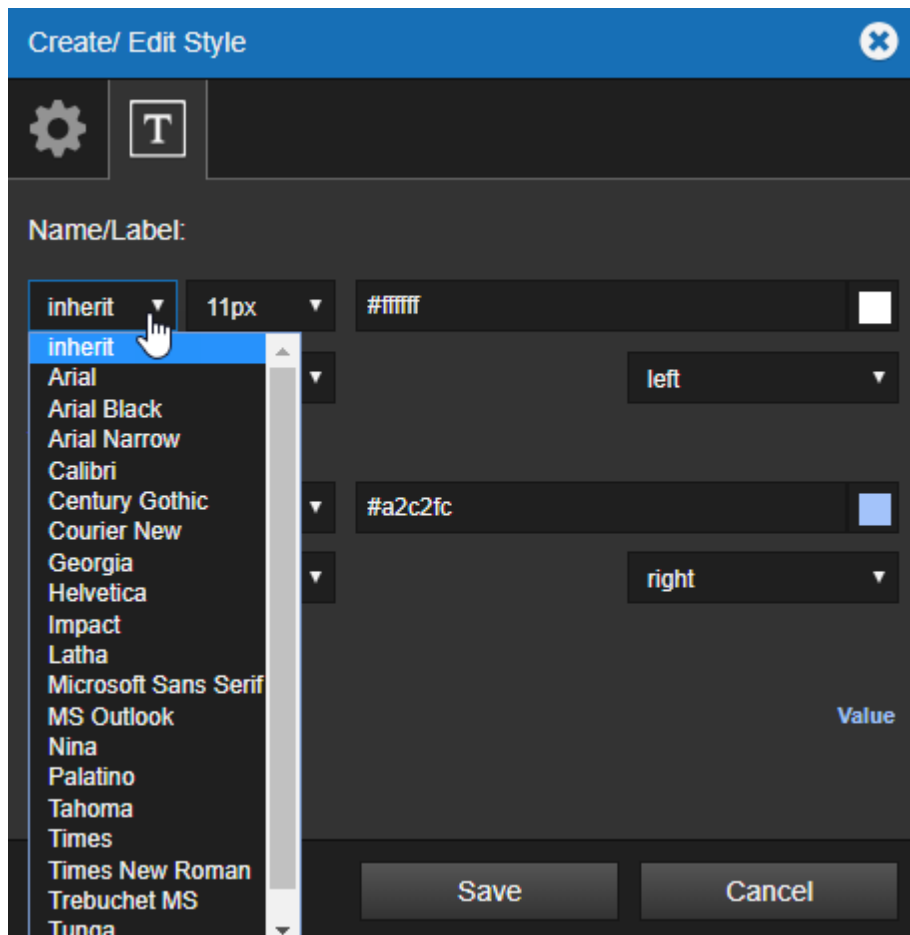 Create/ Edit Style
T
Name/Label:
inherit 11px #ffffff
inherit
Arial left
Arial Black
Arial Narrow
Calibri
Century Gothic #a2c2fc
Courier New
Georgia
Helvetica right
Impact
Latha
Microsoft Sans Serif
MS Outlook Value
Nina
Palatino
Tahoma
Times
Times New Roman
Trebuchet MS Save Cancel
Tunga